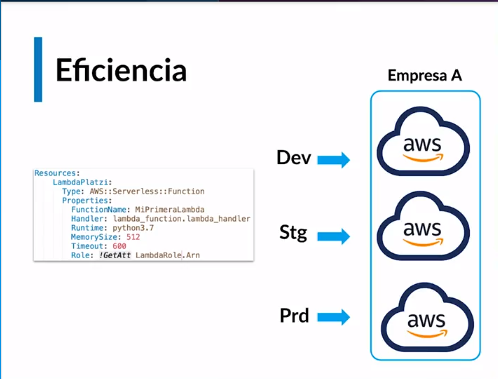 Eficiencia
Empresa A
Resources:
LambdaPlatzi:
Type: AWS::Serverless::Function
Properties:
FunctionName: MiPrimeraLambda
Handler: lambda_function.lambda_handler
Runtime: python3.7
MemorySize: 512
Timeout: 600
Role: !GetAtt LambdaRole.Arn
Dev
aws
Stg
aws
Prd
aws